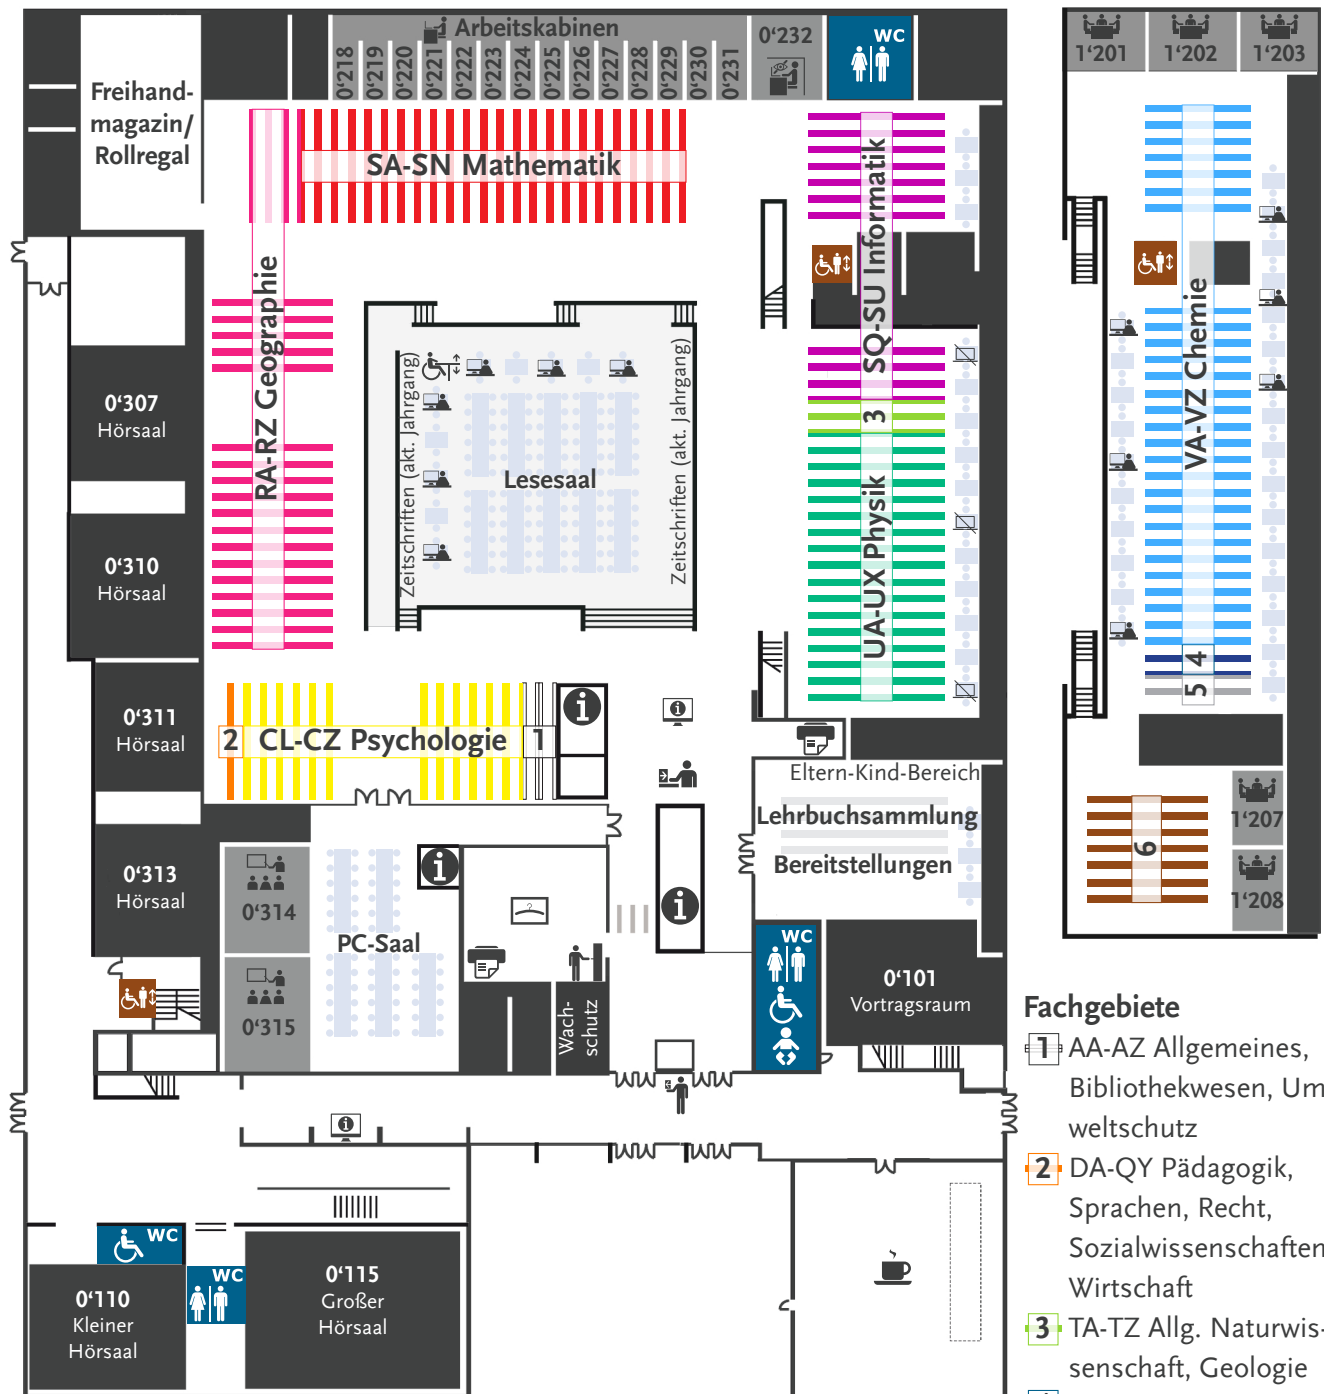 Arbeitskabinen
0‘218
0‘219
0‘220
0‘221
0‘222
0‘223
0‘224
0‘225
0‘226
0‘227
0‘228
0‘229
0‘230
0‘231
0‘232
WC
1‘201
1‘202
1‘203
Freihand-
magazin/
Rollregal
SA-SN Mathematik
RA-RZ Geographie
SQ-SU Informatik
3
UA-UX Physik
VA-VZ Chemie
4
5
6
0‘307
Hörsaal
0‘310
Hörsaal
0‘311
Hörsaal
0‘313
Hörsaal
Zeitschriften (akt. Jahrgang)
Lesesaal
Zeitschriften (akt. Jahrgang)
2
CL-CZ Psychologie
1
Eltern-Kind-Bereich
Lehrbuchsammlung
Bereitstellungen
1‘207
1‘208
0‘314
0‘315
PC-Saal
Wach-
schutz
WC
0‘101
Vortragsraum
WC
WC
0‘110
Kleiner
Hörsaal
0‘115
Großer
Hörsaal
Fachgebiete
1 AA-AZ Allgemeines,
Bibliothekwesen, Um
weltschutz
2 DA-QY Pädagogik,
Sprachen, Recht,
Sozialwissenschaften
Wirtschaft
3 TA-TZ Allg. Naturwis-
senschaft, Geologie